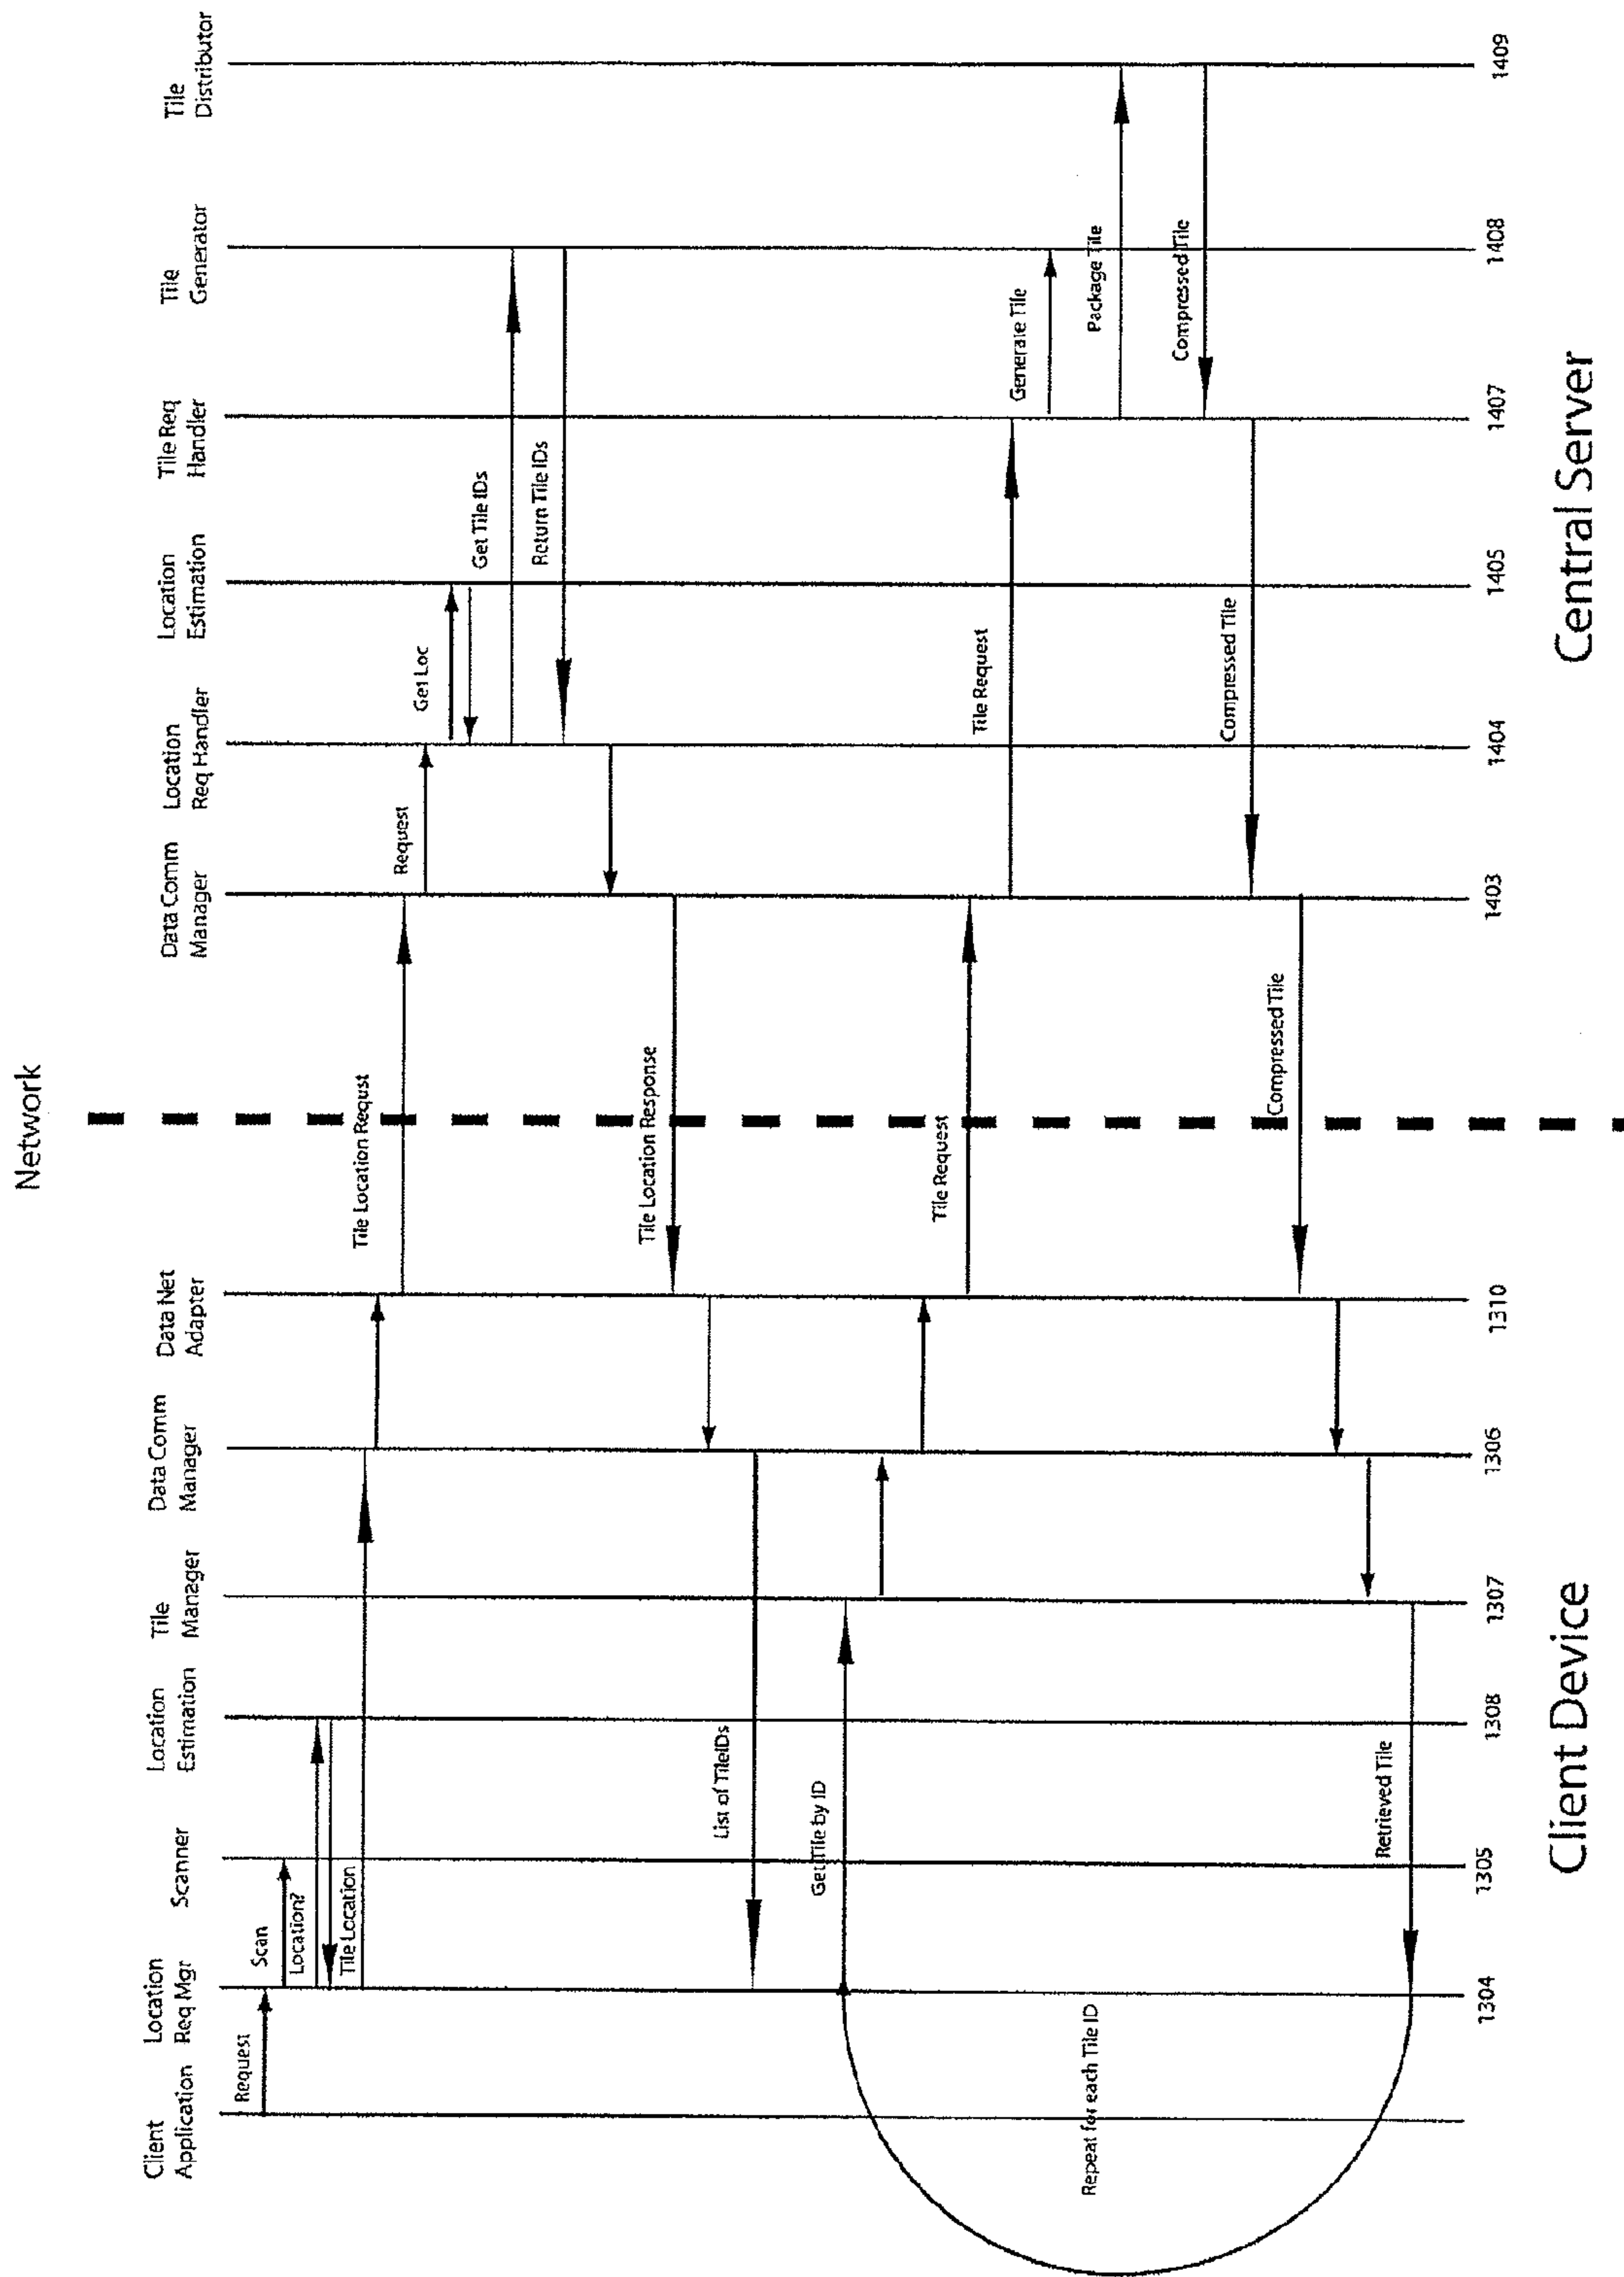 Network
Client
Application
Location
Req Mgr
Scanner
Location
Estimation
Tile
Manager
Data Comm
Manager
Data Net
Adapter
Data Comm
Manager
Location
Req Handler
Location
Estimation
Tile Req
Handler
Tile
Generator
Tile
Distributor
Request
Scan
Location?
Tile Location
Tile Location Requst
Request
Get Loc
Get Tile IDs
Return Tile IDs
Tile Location Response
List of TileIDs
Get Tile by ID
Tile Request
Tile Request
Generate Tile
Package Tile
Compressed Tile
Compressed Tile
Compressed Tile
Retrieved Tile
Repeat for each Tile ID
1304
1305
1308
1307
1306
1310
1403
1404
1405
1407
1408
1409
Client Device
Central Server